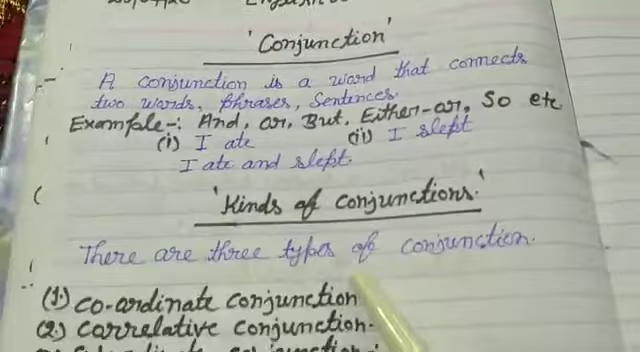 'Conjunction'
A conjunction is a word that connects
two words, phrases, sentences.
Example-: And, or, But, Either-or, So etc
(i) I ate (ii) I slept
I ate and slept.
'Kinds of conjunctions.'
There are three types of conjunction.
(1.) co-ordinate conjunction
(2.) correlative conjunction.